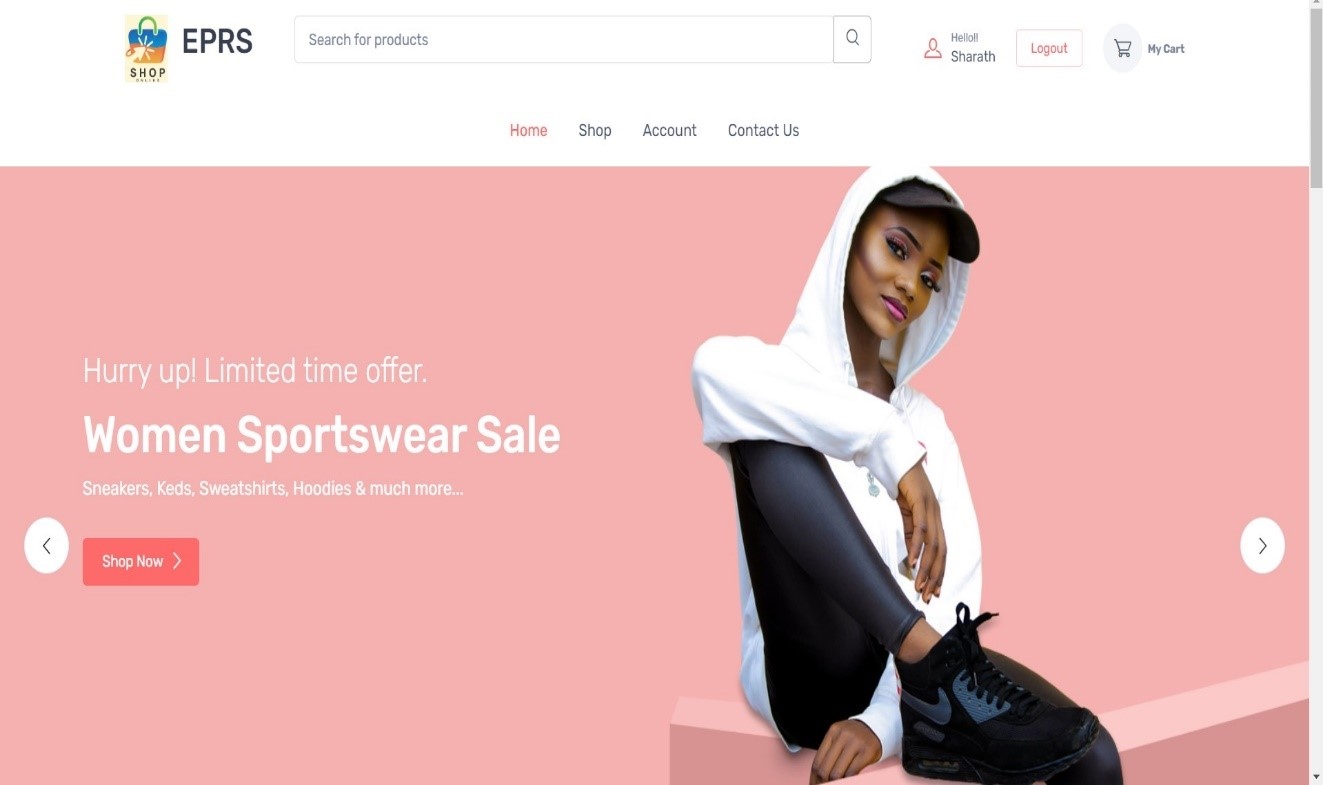 SHOP
ONLINE
EPRS
Search for products
Hello!!
Sharath
Logout
My Cart
Home
Shop
Account
Contact Us
Hurry up! Limited time offer.
Women Sportswear Sale
Sneakers, Keds, Sweatshirts, Hoodies & much more...
Shop Now